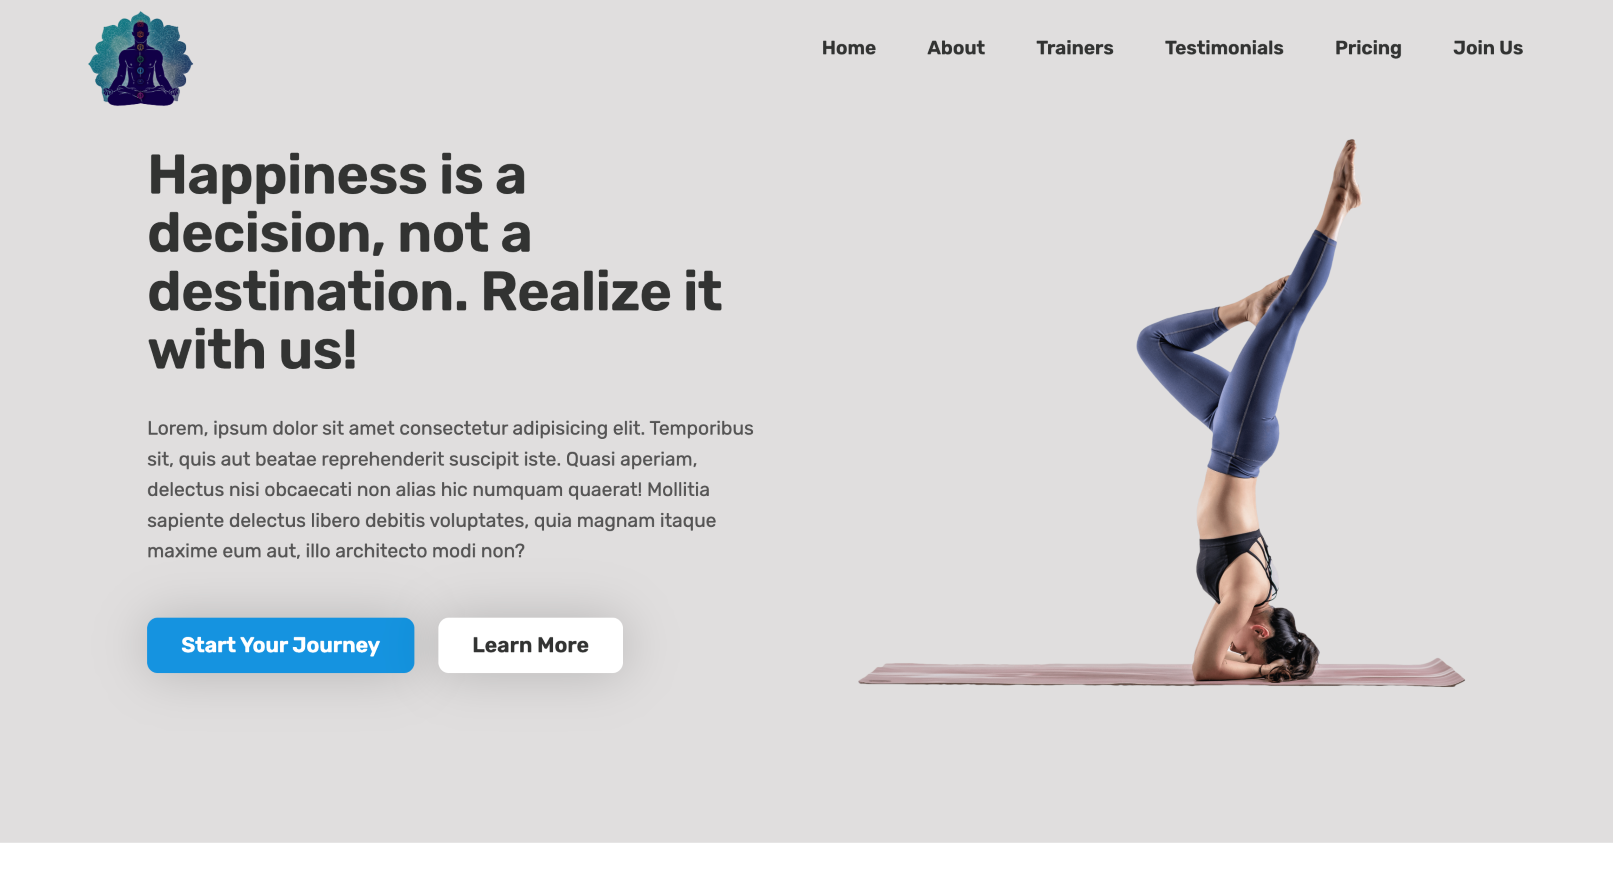 Home About Trainers Testimonials Pricing Join Us
Happiness is a
decision, not a
destination. Realize it
with us!
Lorem, ipsum dolor sit amet consectetur adipisicing elit. Temporibus
sit, quis aut beatae reprehenderit suscipit iste. Quasi aperiam,
delectus nisi obcaecati non alias hic numquam quaerat! Mollitia
sapiente delectus libero debitis voluptates, quia magnam itaque
maxime eum aut, illo architecto modi non?
Start Your Journey Learn More